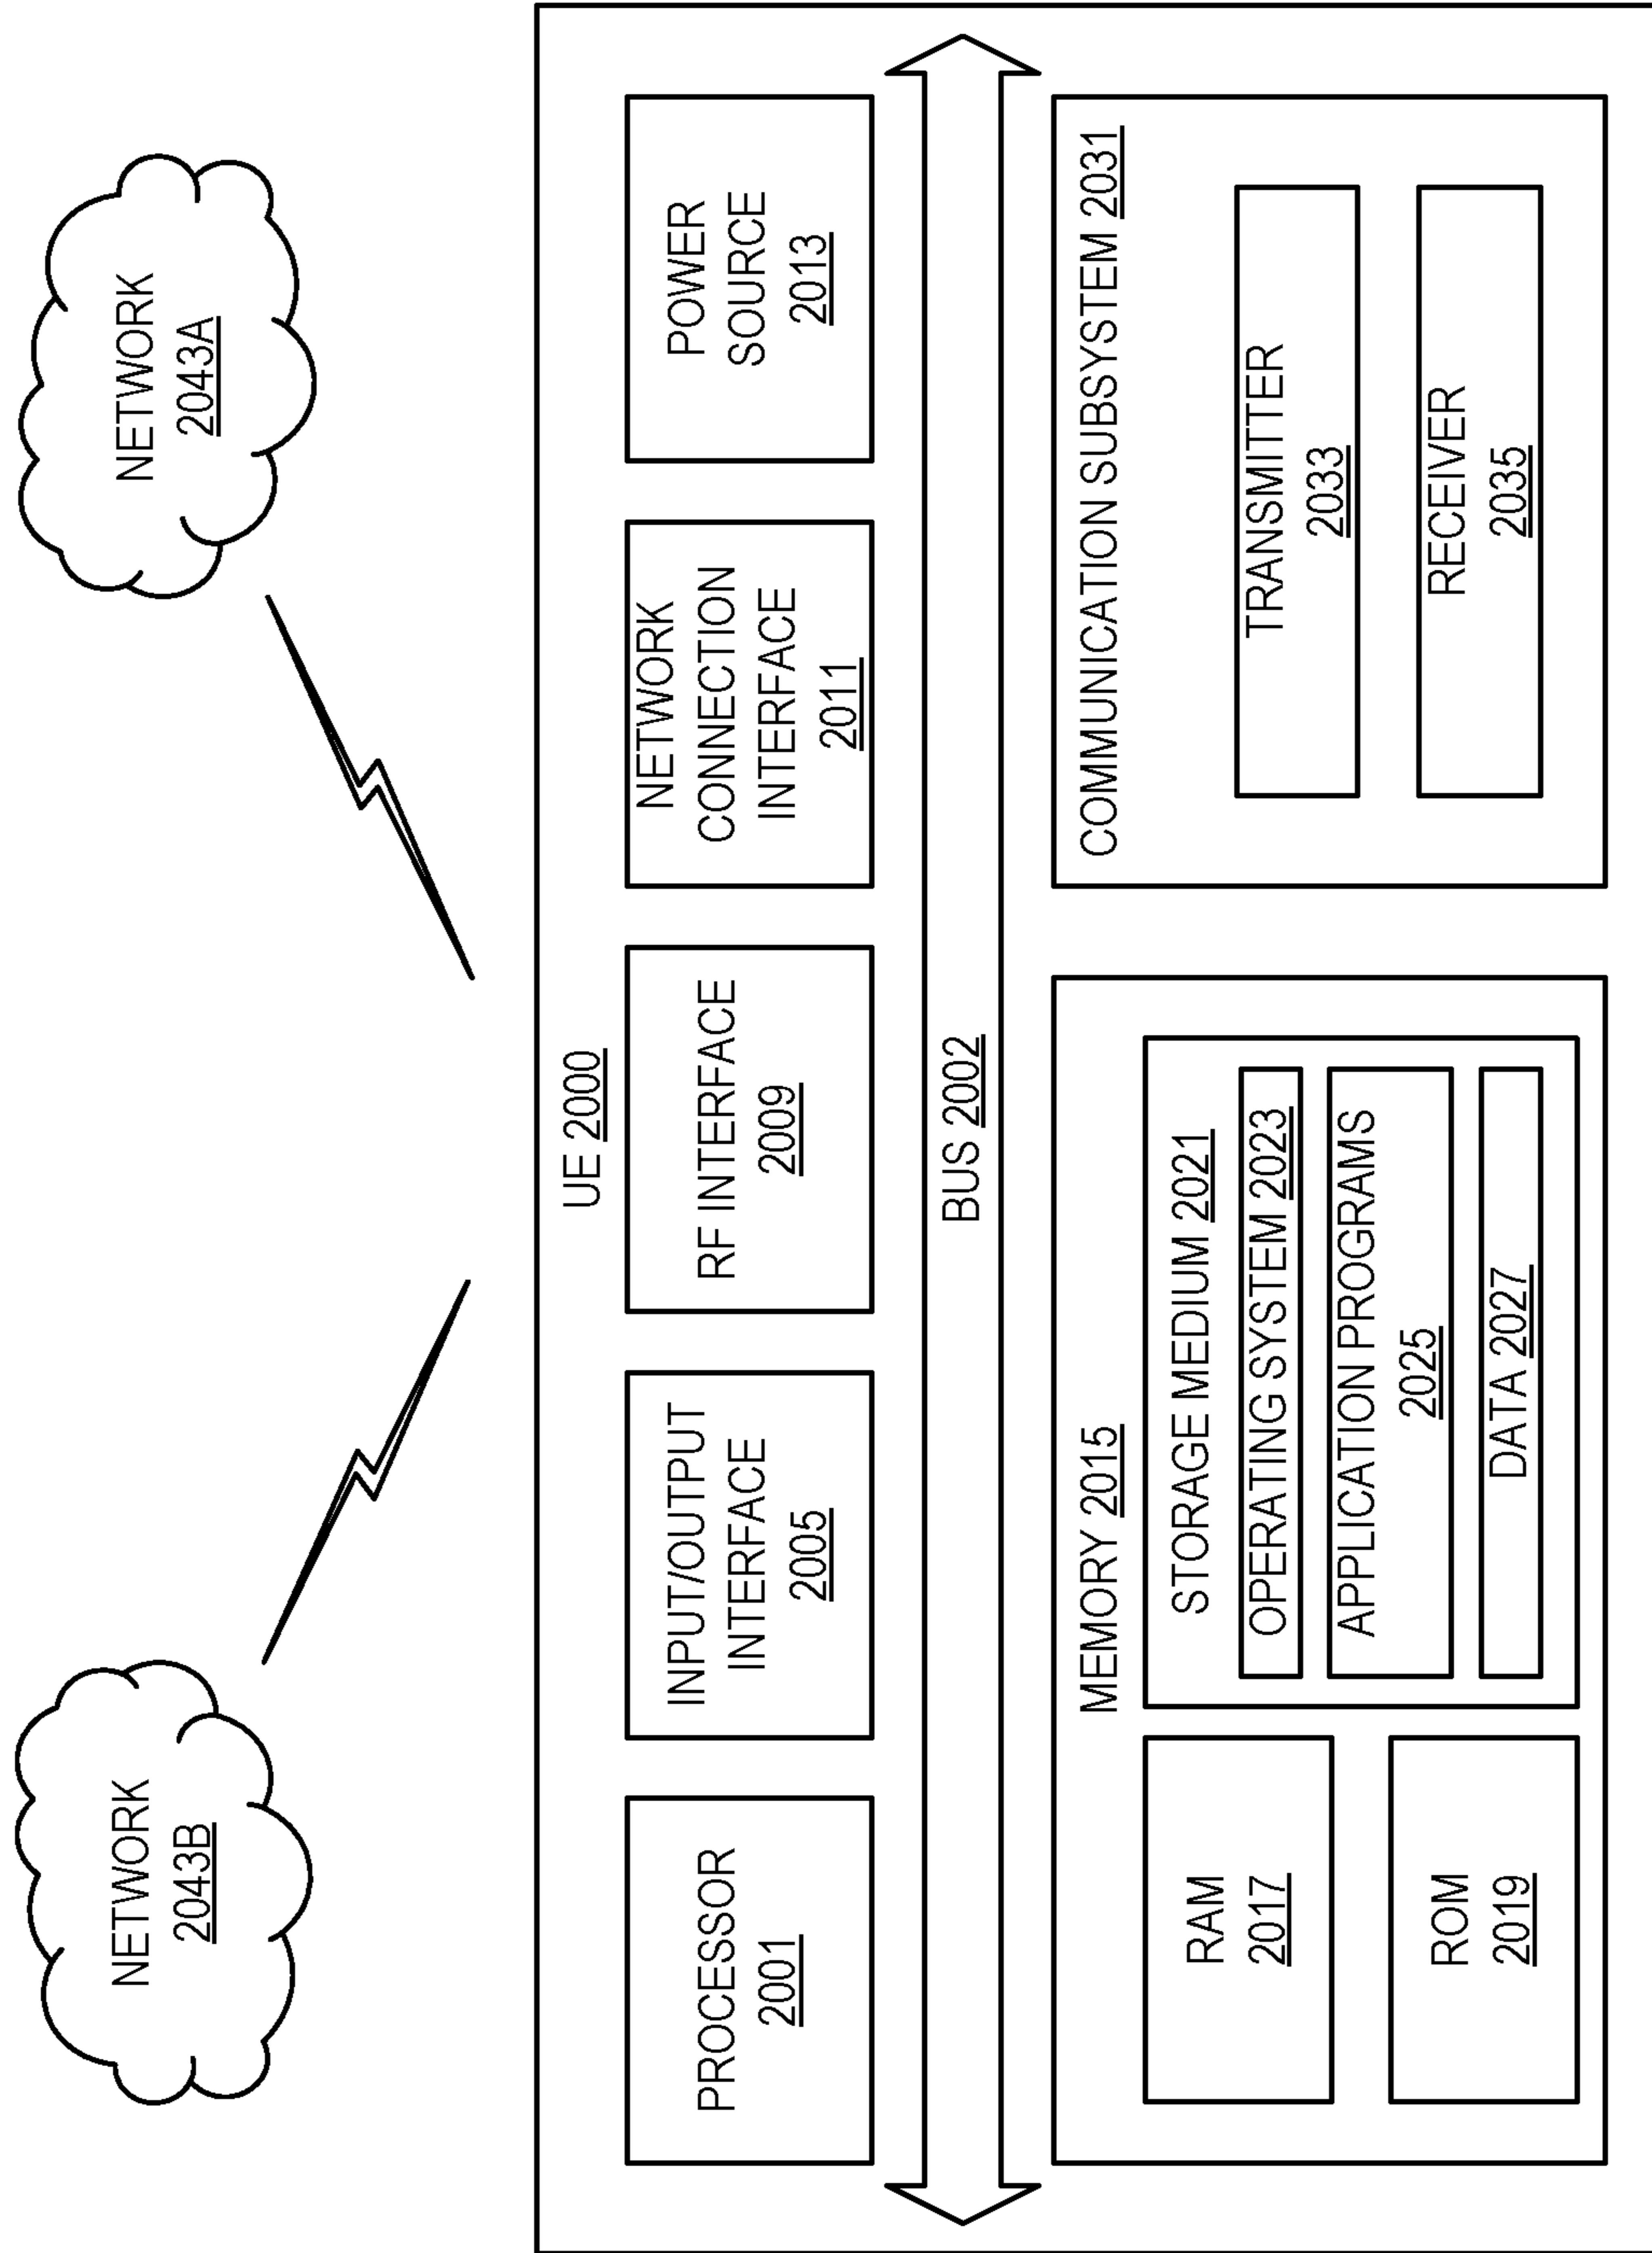 NETWORK
2043B
NETWORK
2043A
UE 2000
PROCESSOR
2001
INPUT/OUTPUT
INTERFACE
2005
RF INTERFACE
2009
NETWORK
CONNECTION
INTERFACE
2011
POWER
SOURCE
2013
BUS 2002
MEMORY 2015
RAM
2017
ROM
2019
STORAGE MEDIUM 2021
OPERATING SYSTEM 2023
APPLICATION PROGRAMS
2025
DATA 2027
COMMUNICATION SUBSYSTEM 2031
TRANSMITTER
2033
RECEIVER
2035